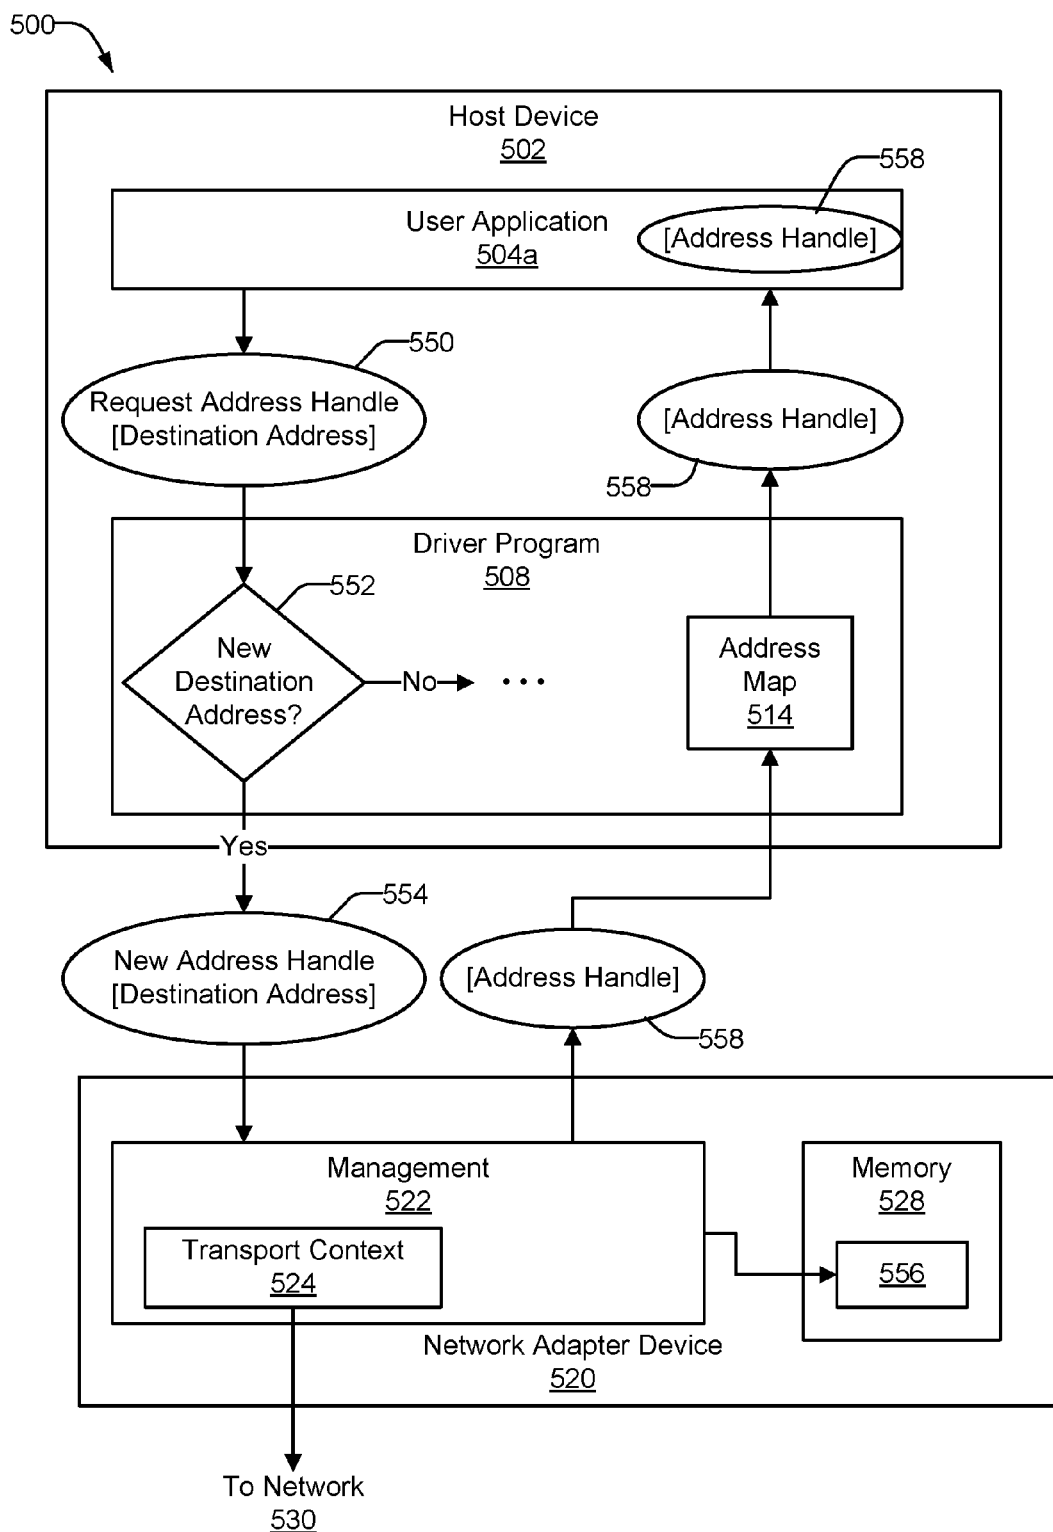 500
Host Device
502
558
User Application
504a
[Address Handle]
550
Request Address Handle
[Destination Address]
[Address Handle]
558
Driver Program
508
552
New
Destination
Address?
No
...
Address
Map
514
Yes
554
New Address Handle
[Destination Address]
[Address Handle]
558
Management
522
Memory
528
Transport Context
524
556
Network Adapter Device
520
To Network
530